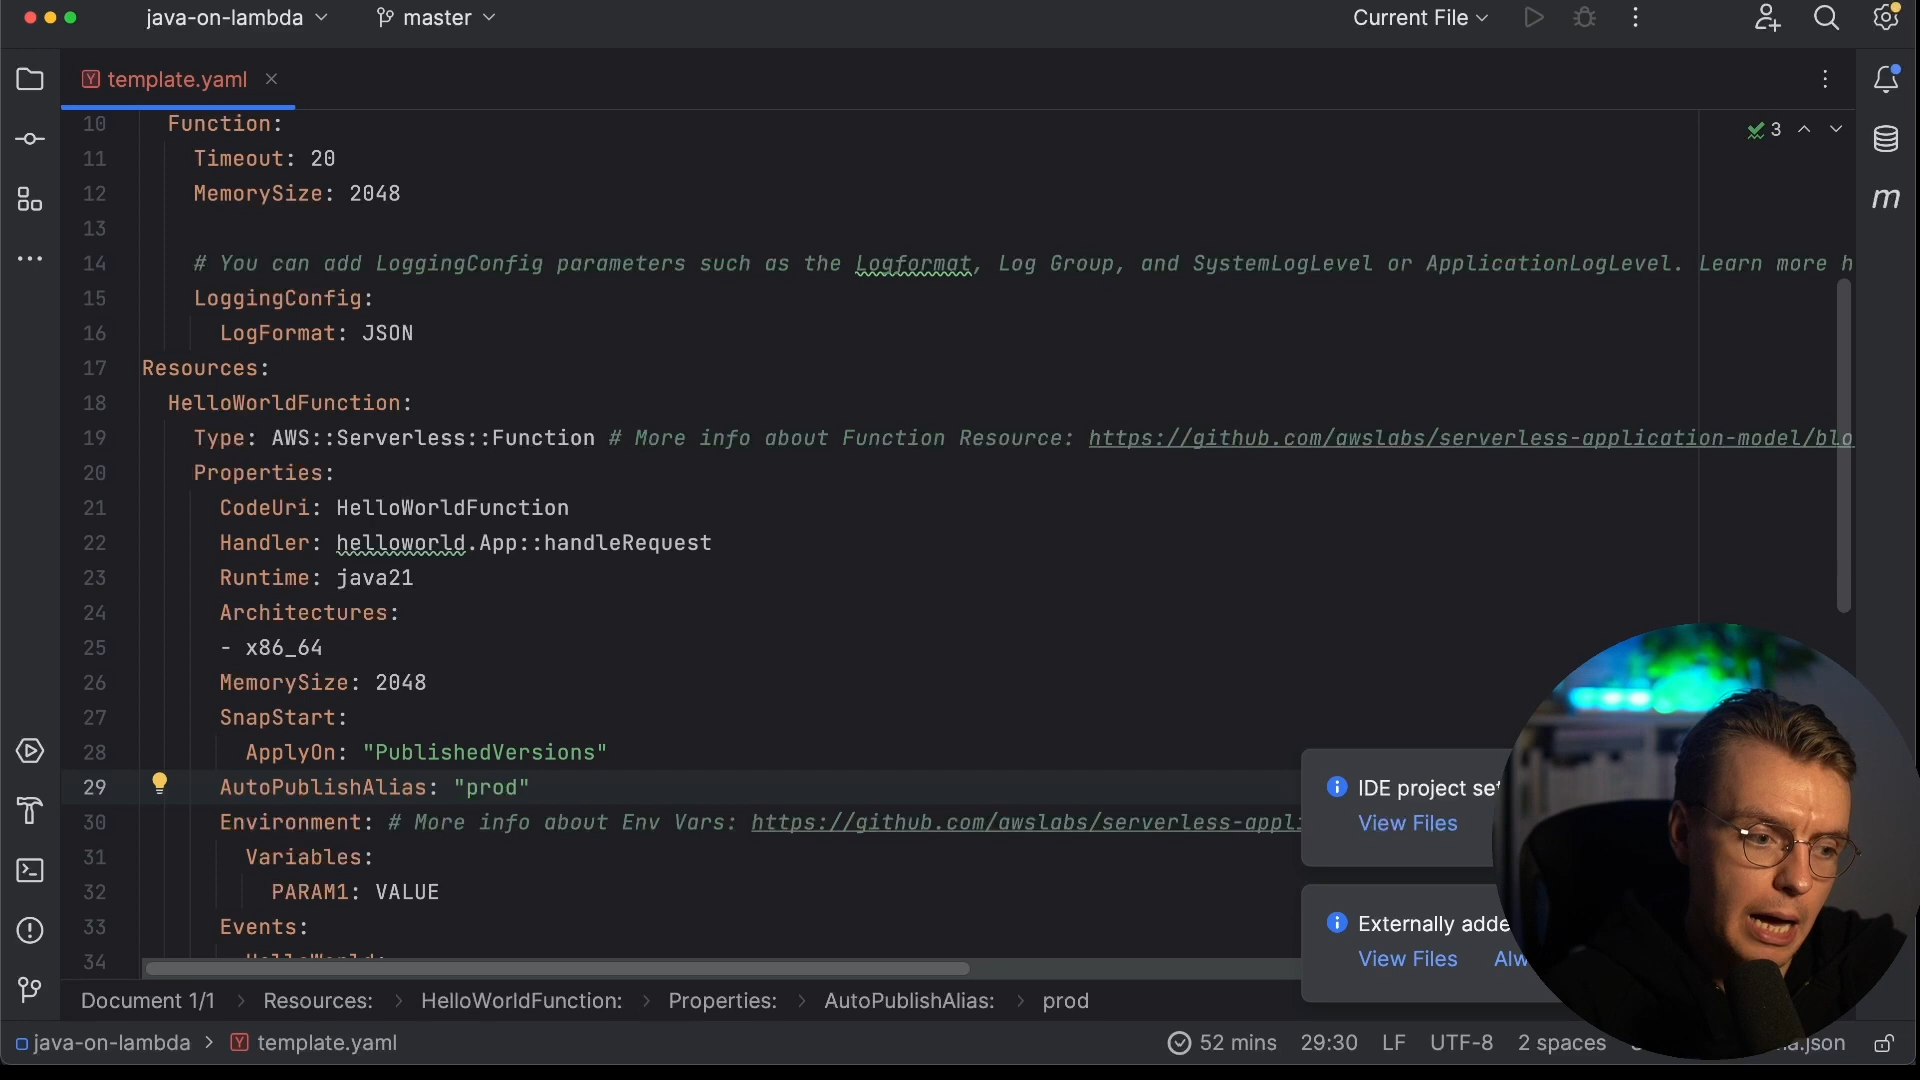 java-on-lambda
master
Current File
template.yaml
3
10 Function:
11 Timeout: 20
12 MemorySize: 2048
13
14 # You can add LoggingConfig parameters such as the Logformat, Log Group, and SystemLogLevel or ApplicationLogLevel. Learn more h
15 LoggingConfig:
16 LogFormat: JSON
17 Resources:
18 HelloWorldFunction:
19 Type: AWS::Serverless::Function # More info about Function Resource: https://github.com/awslabs/serverless-application-model/blo
20 Properties:
21 CodeUri: HelloWorldFunction
22 Handler: helloworld.App::handleRequest
23 Runtime: java21
24 Architectures:
25 - x86_64
26 MemorySize: 2048
27 SnapStart:
28 ApplyOn: "PublishedVersions"
29 AutoPublishAlias: "prod"
30 Environment: # More info about Env Vars: https://github.com/awslabs/serverless-appli
31 Variables:
32 PARAM1: VALUE
33 Events:
34
m
IDE project set
View Files
Externally adde
View Files Alw
Document 1/1 > Resources: > HelloWorldFunction: > Properties: > AutoPublishAlias: > prod
java-on-lambda > template.yaml
52 mins 29:30 LF UTF-8 2 spaces a.json